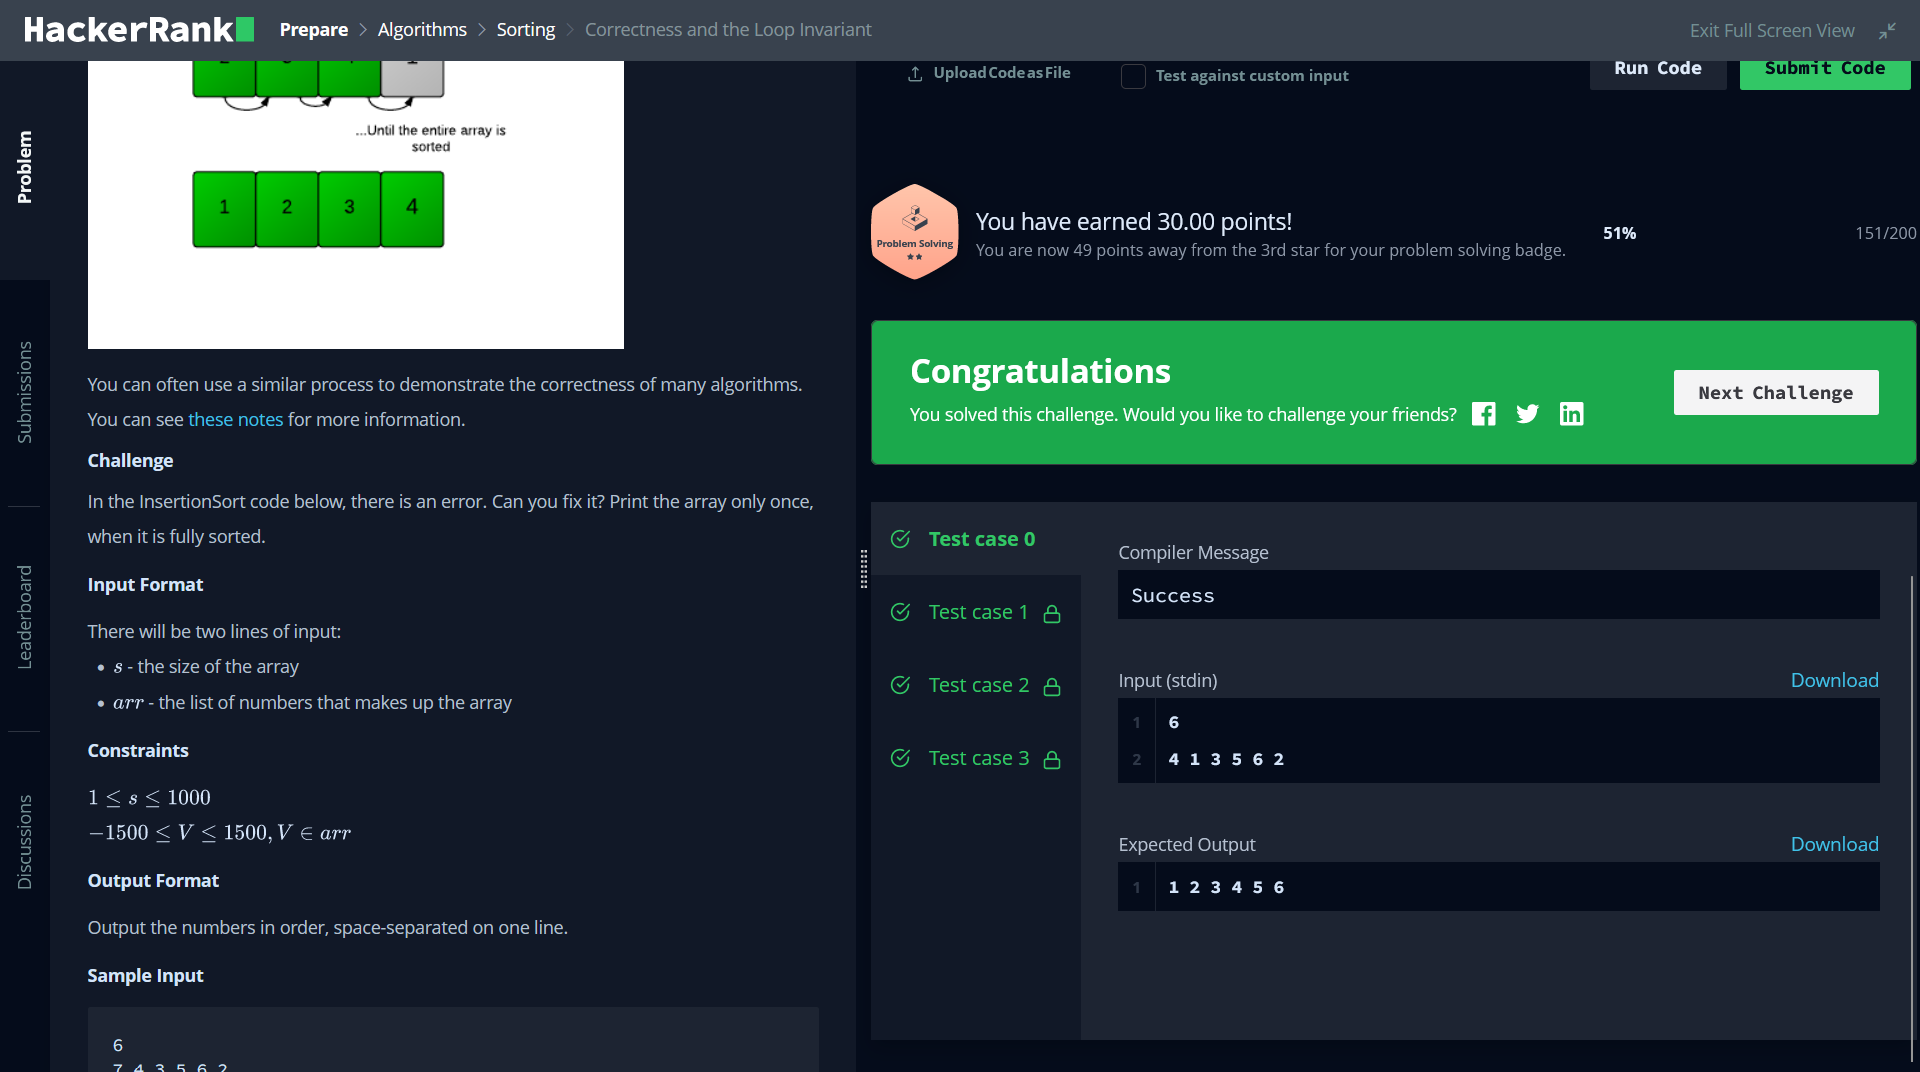 HackerRank
Prepare > Algorithms > Sorting > Correctness and the Loop Invariant
Exit Full Screen View
Problem
Submissions
Leaderboard
Discussions
...Until the entire array is
sorted
1 2 3 4
You can often use a similar process to demonstrate the correctness of many algorithms.
You can see these notes for more information.
Challenge
In the InsertionSort code below, there is an error. Can you fix it? Print the array only once,
when it is fully sorted.
Input Format
There will be two lines of input:
• s - the size of the array
• arr - the list of numbers that makes up the array
Constraints
1 ≤ s ≤ 1000
−1500 ≤ V ≤ 1500, V ∈ arr
Output Format
Output the numbers in order, space-separated on one line.
Sample Input
6
7 4 3 5 6 2
Upload Code as File
Test against custom input
Run Code
Submit Code
Problem Solving
You have earned 30.00 points!
You are now 49 points away from the 3rd star for your problem solving badge.
51%
151/200
Congratulations
You solved this challenge. Would you like to challenge your friends?
Next Challenge
Test case 0
Test case 1
Test case 2
Test case 3
Compiler Message
Success
Input (stdin)
Download
1 6
2 4 1 3 5 6 2
Expected Output
Download
1 1 2 3 4 5 6